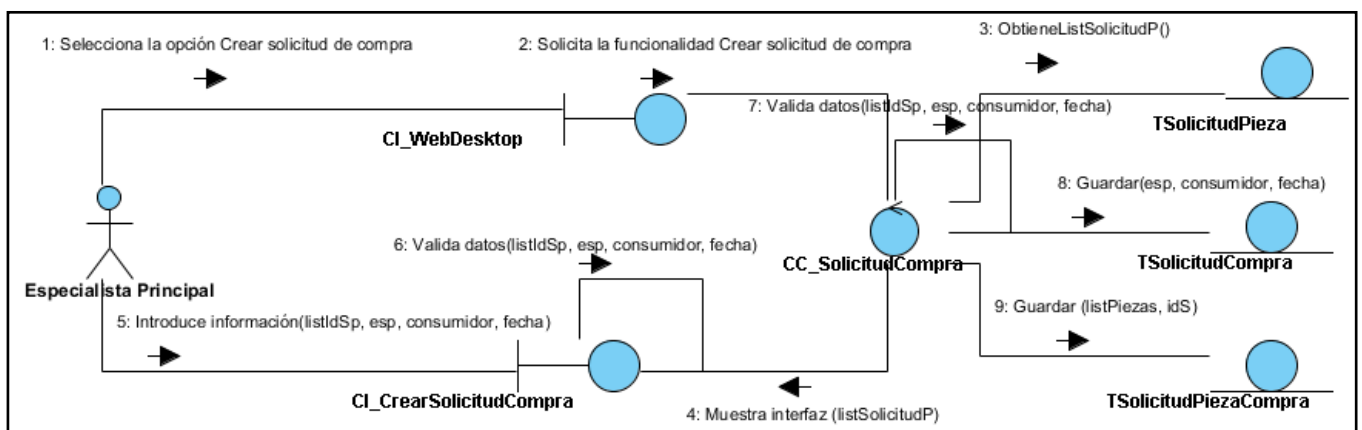 1: Selecciona la opción Crear solicitud de compra
2: Solicita la funcionalidad Crear solicitud de compra
3: ObtieneListSolicitudP()
7: Valida datos(listIdSp, esp, consumidor, fecha)
CI_WebDesktop
TSolicitudPieza
8: Guardar(esp, consumidor, fecha)
6: Valida datos(listIdSp, esp, consumidor, fecha)
CC_SolicitudCompra
TSolicitudCompra
Especialista Principal
9: Guardar (listPiezas, idS)
5: Introduce información(listIdSp, esp, consumidor, fecha)
CI_CrearSolicitudCompra
TSolicitudPiezaCompra
4: Muestra interfaz (listSolicitudP)